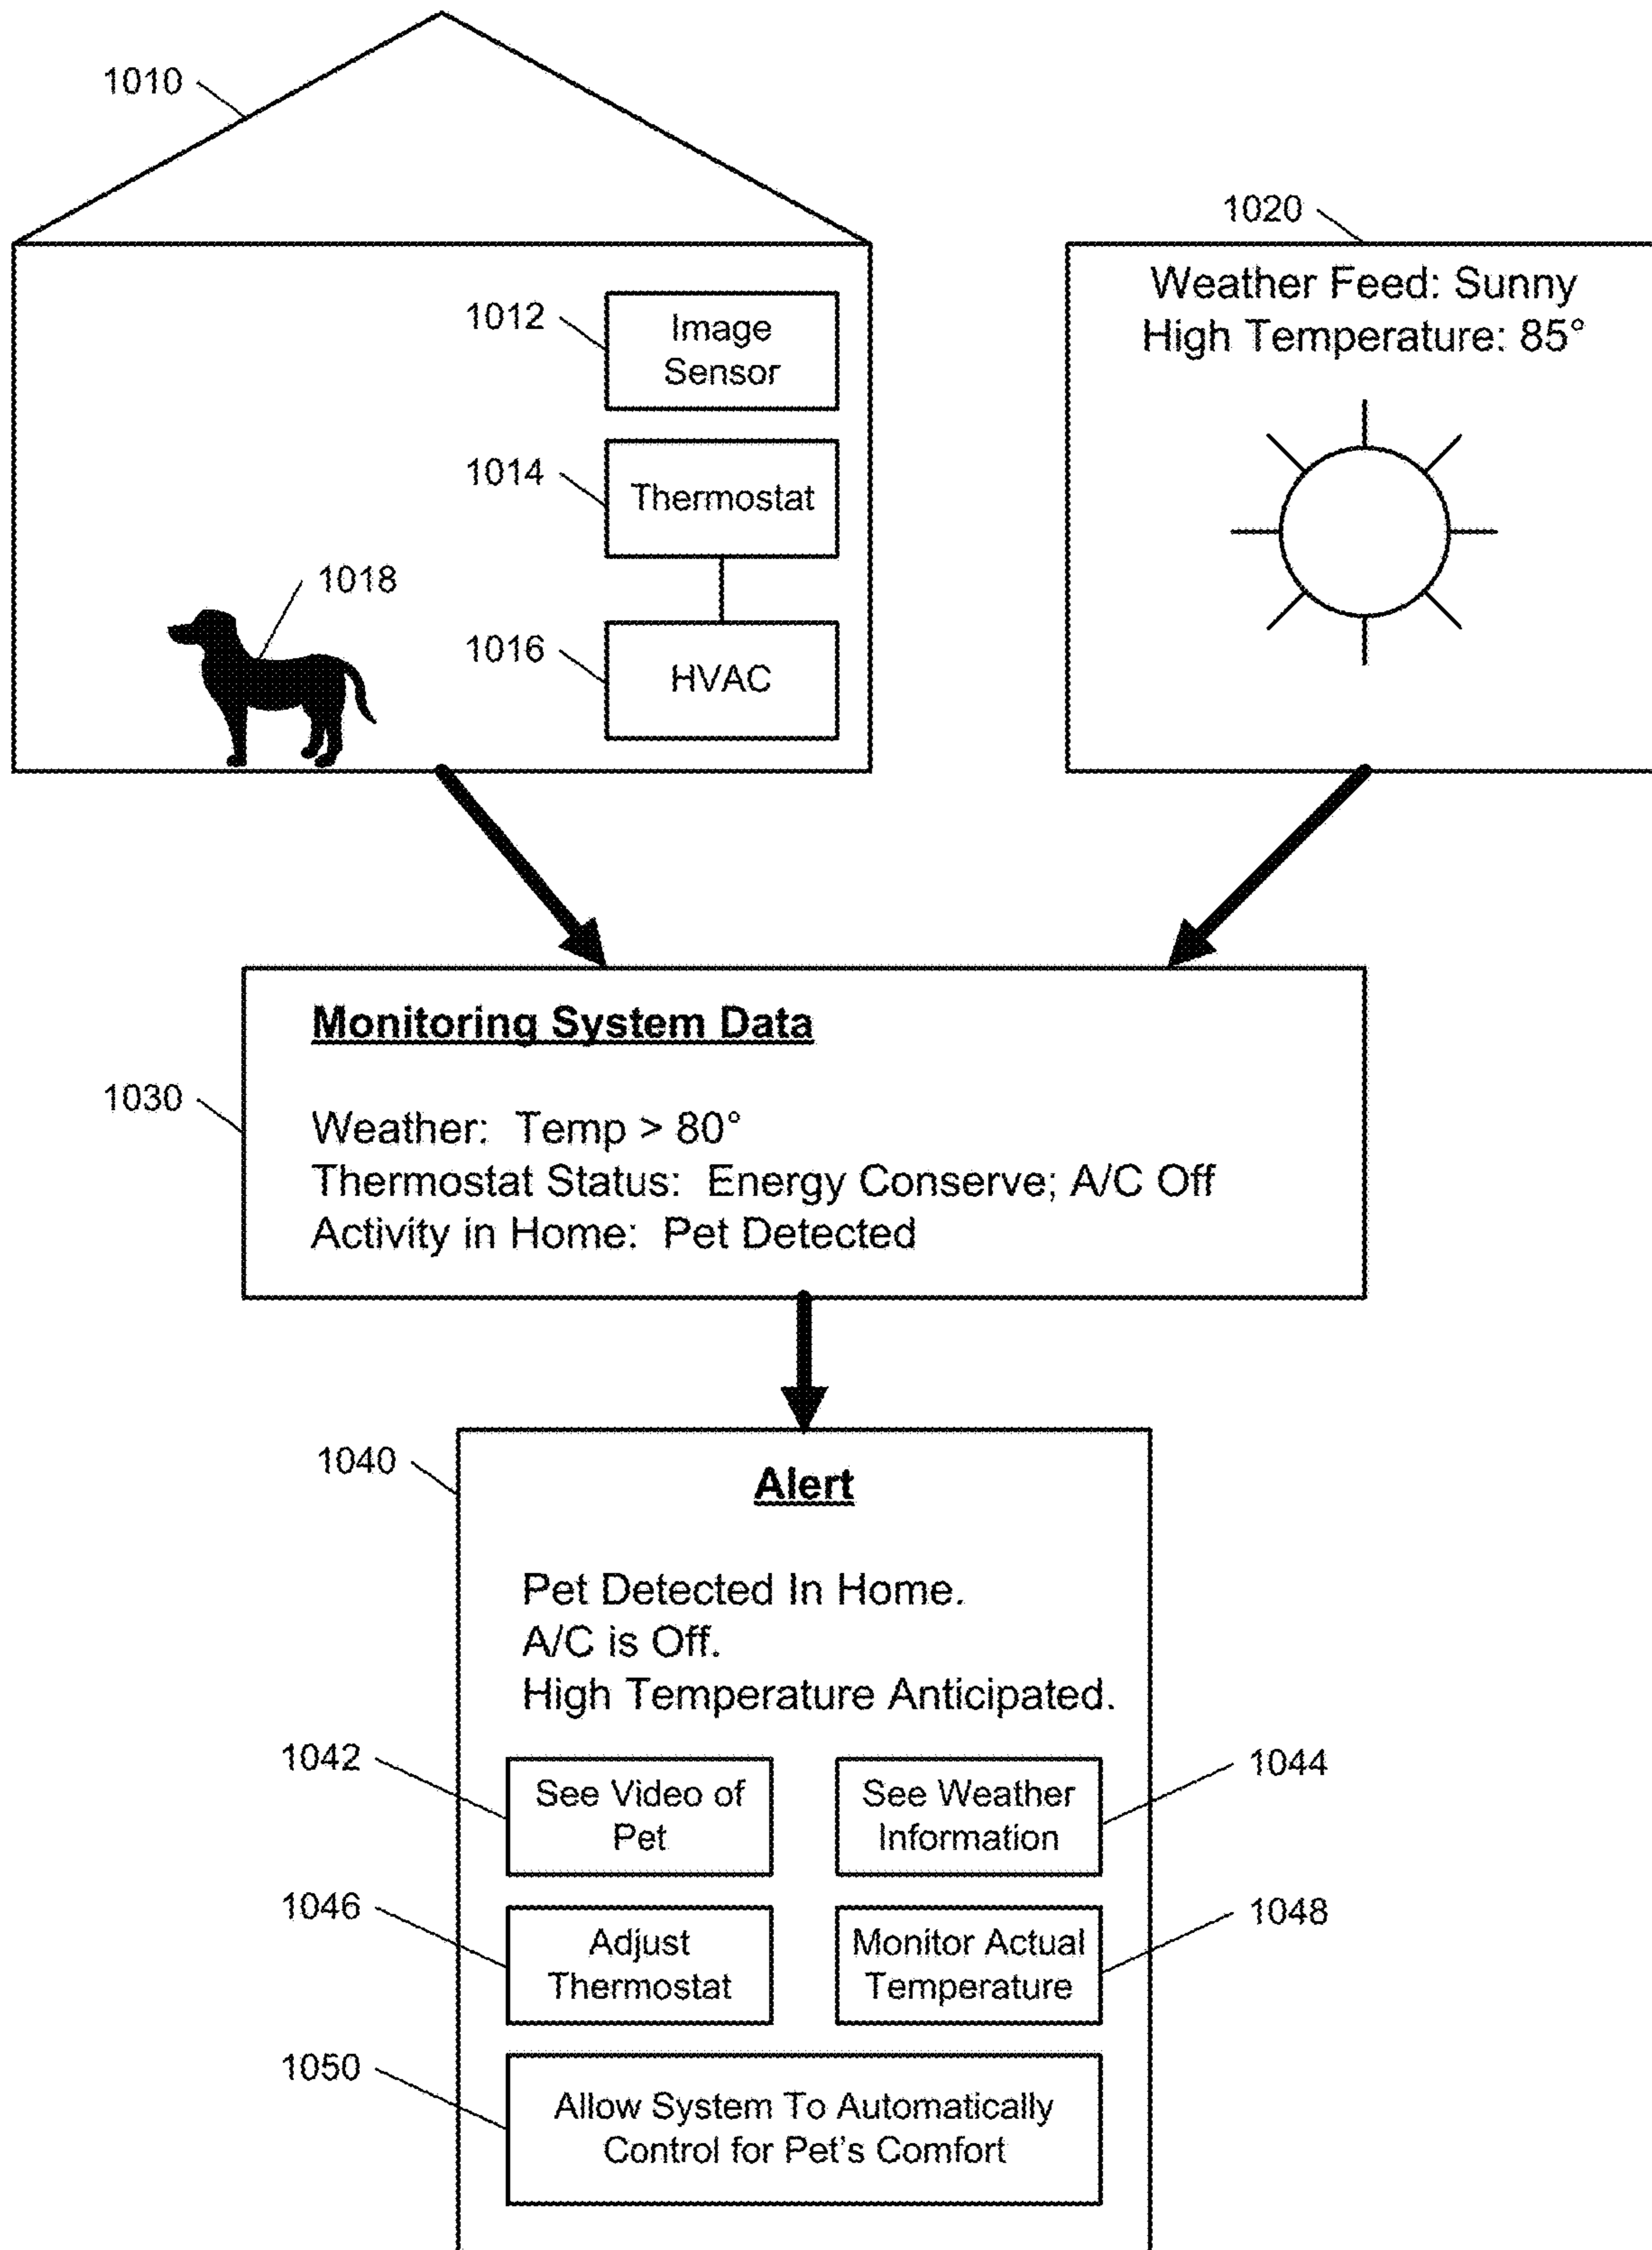 1010
1020
Weather Feed: Sunny
High Temperature: 85°
1012
Image
Sensor
1014
Thermostat
1018
1016
HVAC
Monitoring System Data
1030
Weather: Temp > 80°
Thermostat Status: Energy Conserve; A/C Off
Activity in Home: Pet Detected
1040
Alert
Pet Detected In Home.
A/C is Off.
High Temperature Anticipated.
1042
See Video of
Pet
See Weather
Information
1044
1046
Adjust
Thermostat
Monitor Actual
Temperature
1048
1050
Allow System To Automatically
Control for Pet's Comfort